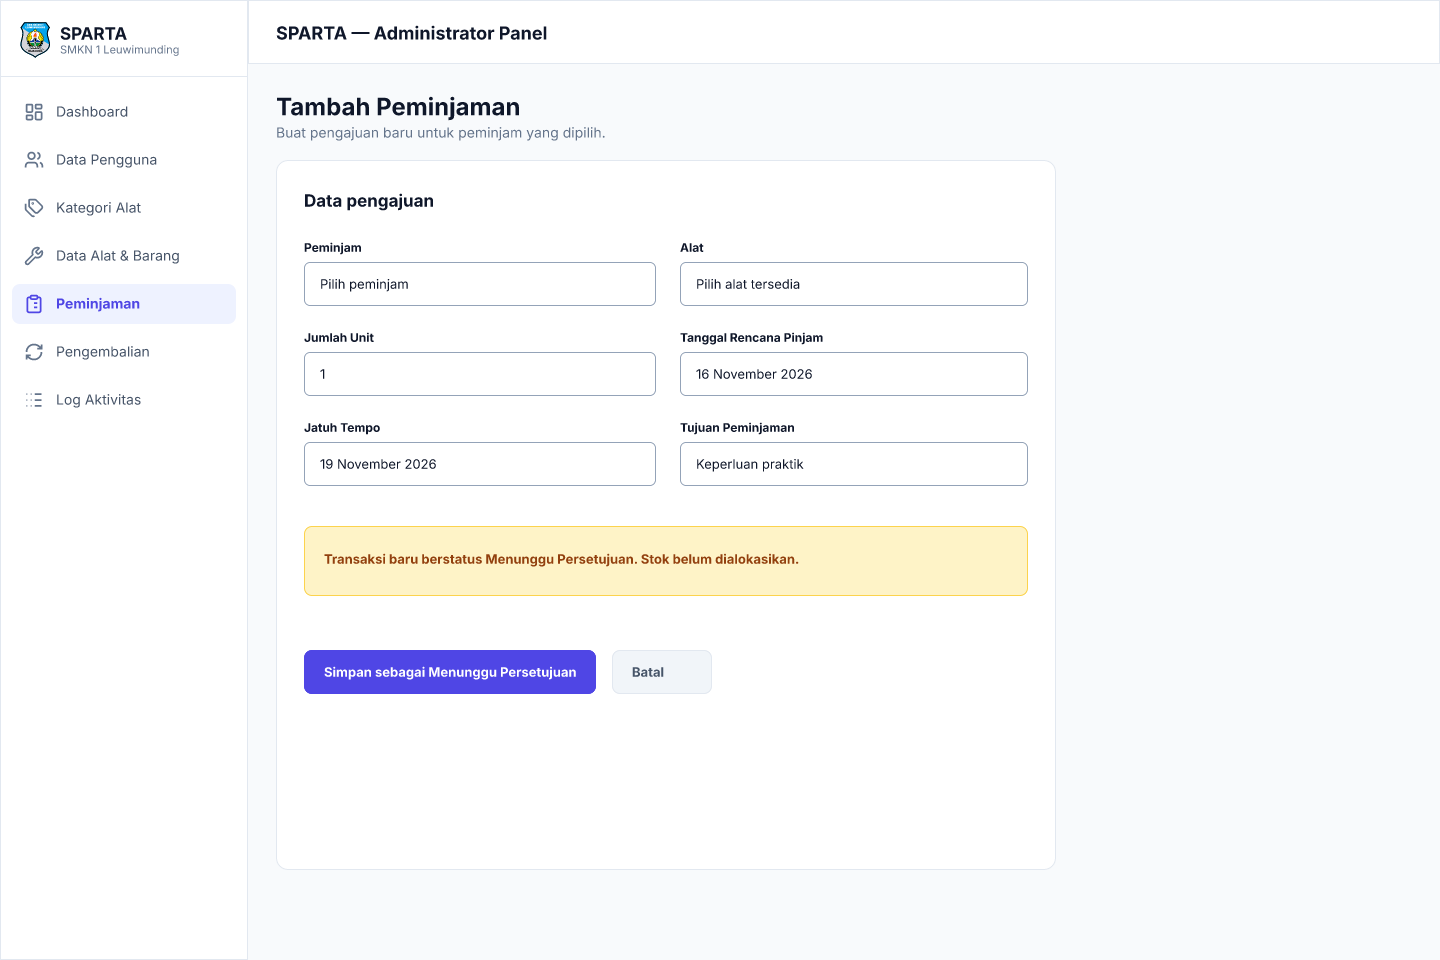 SPARTA
SMKN 1 Leuwimunding
SPARTA — Administrator Panel
Dashboard
Data Pengguna
Kategori Alat
Data Alat & Barang
Peminjaman
Pengembalian
Log Aktivitas
Tambah Peminjaman
Buat pengajuan baru untuk peminjam yang dipilih.
Data pengajuan
Peminjam
Pilih peminjam
Alat
Pilih alat tersedia
Jumlah Unit
1
Tanggal Rencana Pinjam
16 November 2026
Jatuh Tempo
19 November 2026
Tujuan Peminjaman
Keperluan praktik
Transaksi baru berstatus Menunggu Persetujuan. Stok belum dialokasikan.
Simpan sebagai Menunggu Persetujuan
Batal